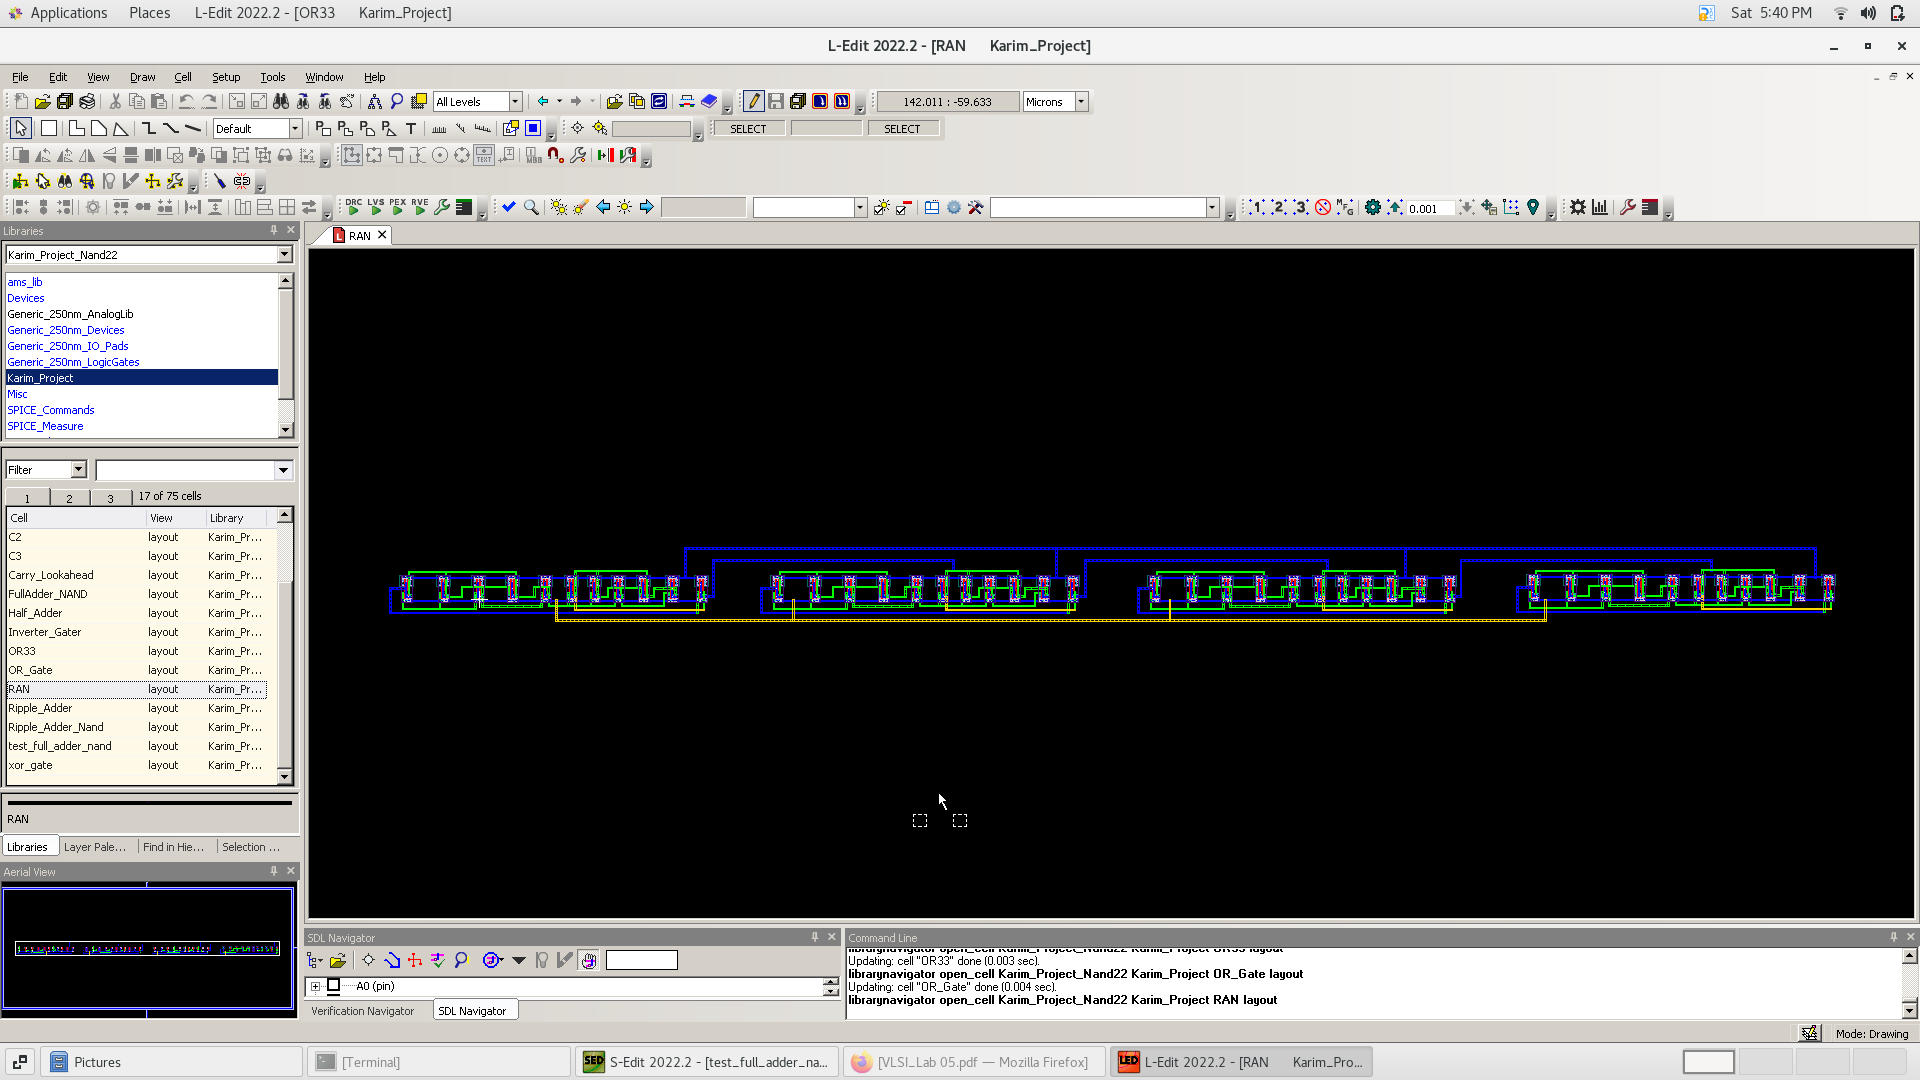 Applications Places L-Edit 2022.2 - [OR33 Karim_Project] Sat 5:40 PM
L-Edit 2022.2 - [RAN Karim_Project]
File Edit View Draw Cell Setup Tools Window Help
All Levels 142.011 : -59.633 Microns
Default SELECT SELECT
DRC LVS PEX RVE 0.001
Libraries
RAN
Karim_Project_Nand22
ams_lib
Devices
Generic_250nm_AnalogLib
Generic_250nm_Devices
Generic_250nm_IO_Pads
Generic_250nm_LogicGates
Karim_Project
Misc
SPICE_Commands
SPICE_Measure
Filter
1 2 3 17 of 75 cells
Cell View Library
C2 layout Karim_Pr...
C3 layout Karim_Pr...
Carry_Lookahead layout Karim_Pr...
FullAdder_NAND layout Karim_Pr...
Half_Adder layout Karim_Pr...
Inverter_Gater layout Karim_Pr...
OR33 layout Karim_Pr...
OR_Gate layout Karim_Pr...
RAN layout Karim_Pr...
Ripple_Adder layout Karim_Pr...
Ripple_Adder_Nand layout Karim_Pr...
test_full_adder_nand layout Karim_Pr...
xor_gate layout Karim_Pr...
RAN
Libraries Layer Pale... Find in Hie... Selection ...
Aerial View
SDL Navigator
A0 (pin)
Verification Navigator SDL Navigator
Command Line
librarynavigator open_cell Karim_Project_Nand22 Karim_Project OR33 layout
Updating: cell "OR33" done (0.003 sec).
librarynavigator open_cell Karim_Project_Nand22 Karim_Project OR_Gate layout
Updating: cell "OR_Gate" done (0.004 sec).
librarynavigator open_cell Karim_Project_Nand22 Karim_Project RAN layout
Mode: Drawing
Pictures [Terminal] S-Edit 2022.2 - [test_full_adder_na... [VLSI_Lab 05.pdf — Mozilla Firefox] L-Edit 2022.2 - [RAN Karim_Pro...